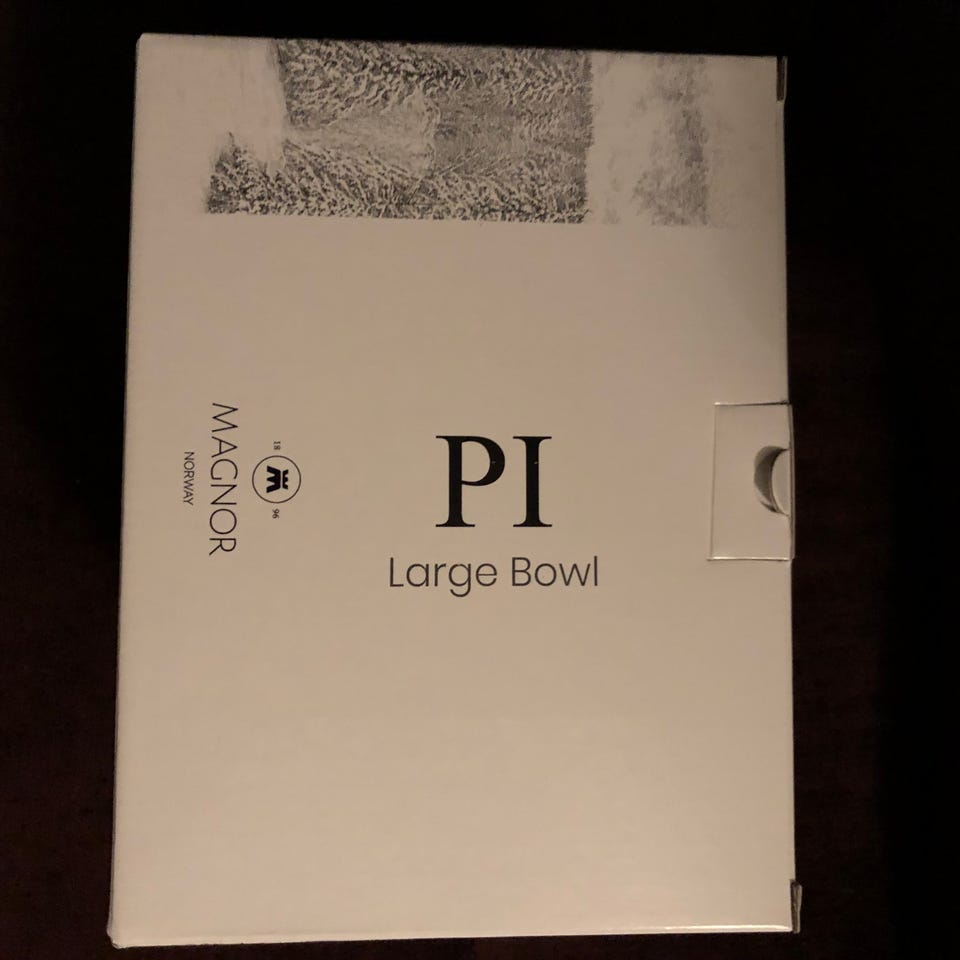 PI
Large Bowl
18 M 96
MAGNOR
NORWAY